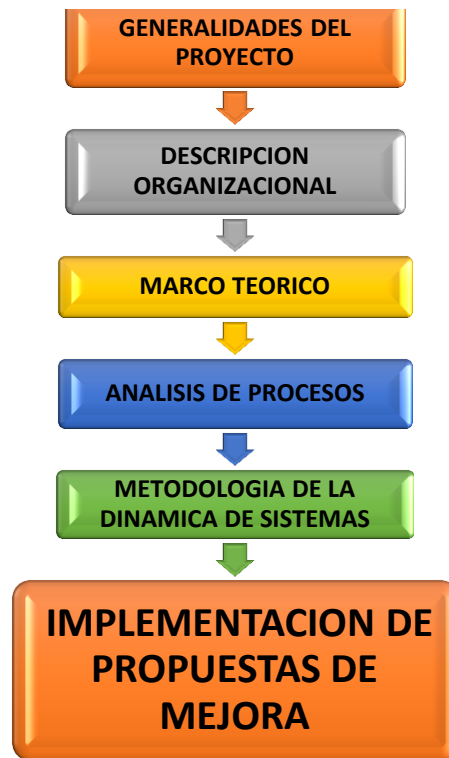 GENERALIDADES DEL
PROYECTO
DESCRIPCION
ORGANIZACIONAL
MARCO TEORICO
ANALISIS DE PROCESOS
METODOLOGIA DE LA
DINAMICA DE SISTEMAS
IMPLEMENTACION DE
PROPUESTAS DE
MEJORA